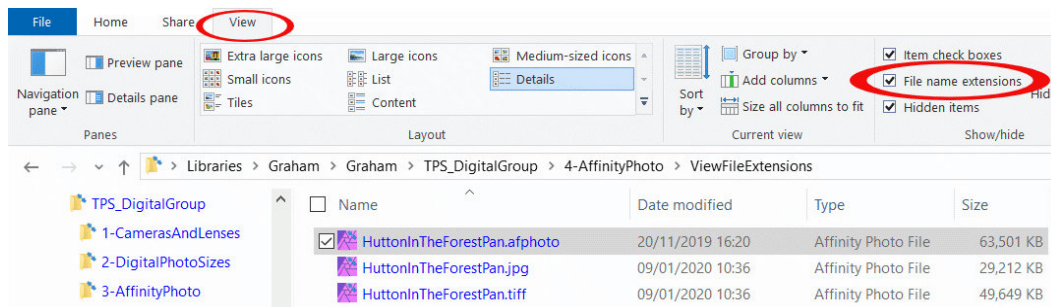 File Home Share View
Preview pane
Details pane
Navigation pane
Panes
Extra large icons Large icons Medium-sized icons
Small icons List Details
Tiles Content
Layout
Sort by
Group by
Add columns
Size all columns to fit
Current view
Item check boxes
File name extensions
Hidden items
Hid
Show/hide
Libraries > Graham > Graham > TPS_DigitalGroup > 4-AffinityPhoto > ViewFileExtensions
TPS_DigitalGroup
1-CamerasAndLenses
2-DigitalPhotoSizes
3-AffinityPhoto
Name Date modified Type Size
HuttonInTheForestPan.afphoto 20/11/2019 16:20 Affinity Photo File 63,501 KB
HuttonInTheForestPan.jpg 09/01/2020 10:36 Affinity Photo File 29,212 KB
HuttonInTheForestPan.tiff 09/01/2020 10:36 Affinity Photo File 49,649 KB